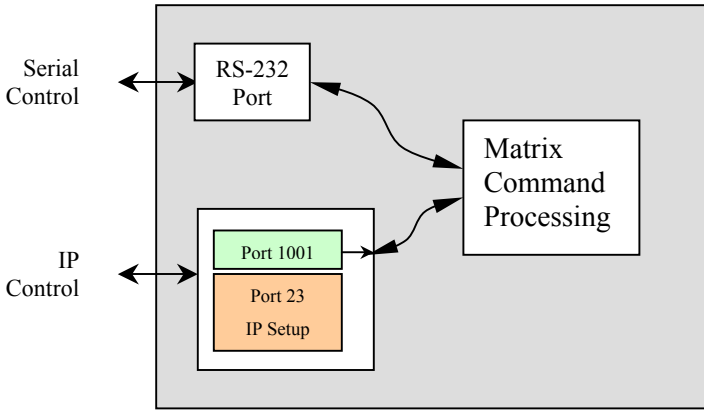 Serial
Control
RS-232
Port
Matrix
Command
Processing
IP
Control
Port 1001
Port 23
IP Setup